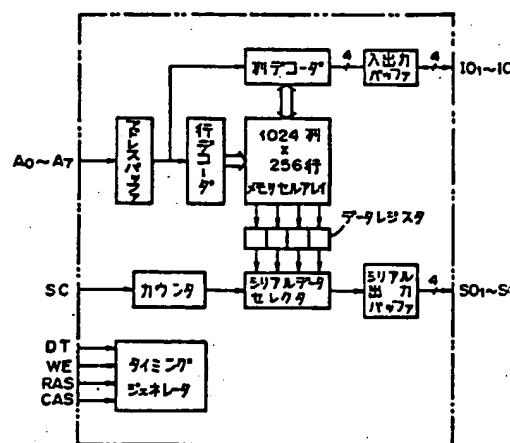 列デコーダ
4
入出力
バッファ
4
IO1~IO
A0~A7
アドレスバッファ
行デコーダ
1024列
×
256行
メモリセルアレイ
データレジスタ
SC
カウンタ
シリアルデータ
セレクタ
シリアル
出力
バッファ
4
SO1~S
DT
WE
RAS
CAS
タイミング
ジェネレータ